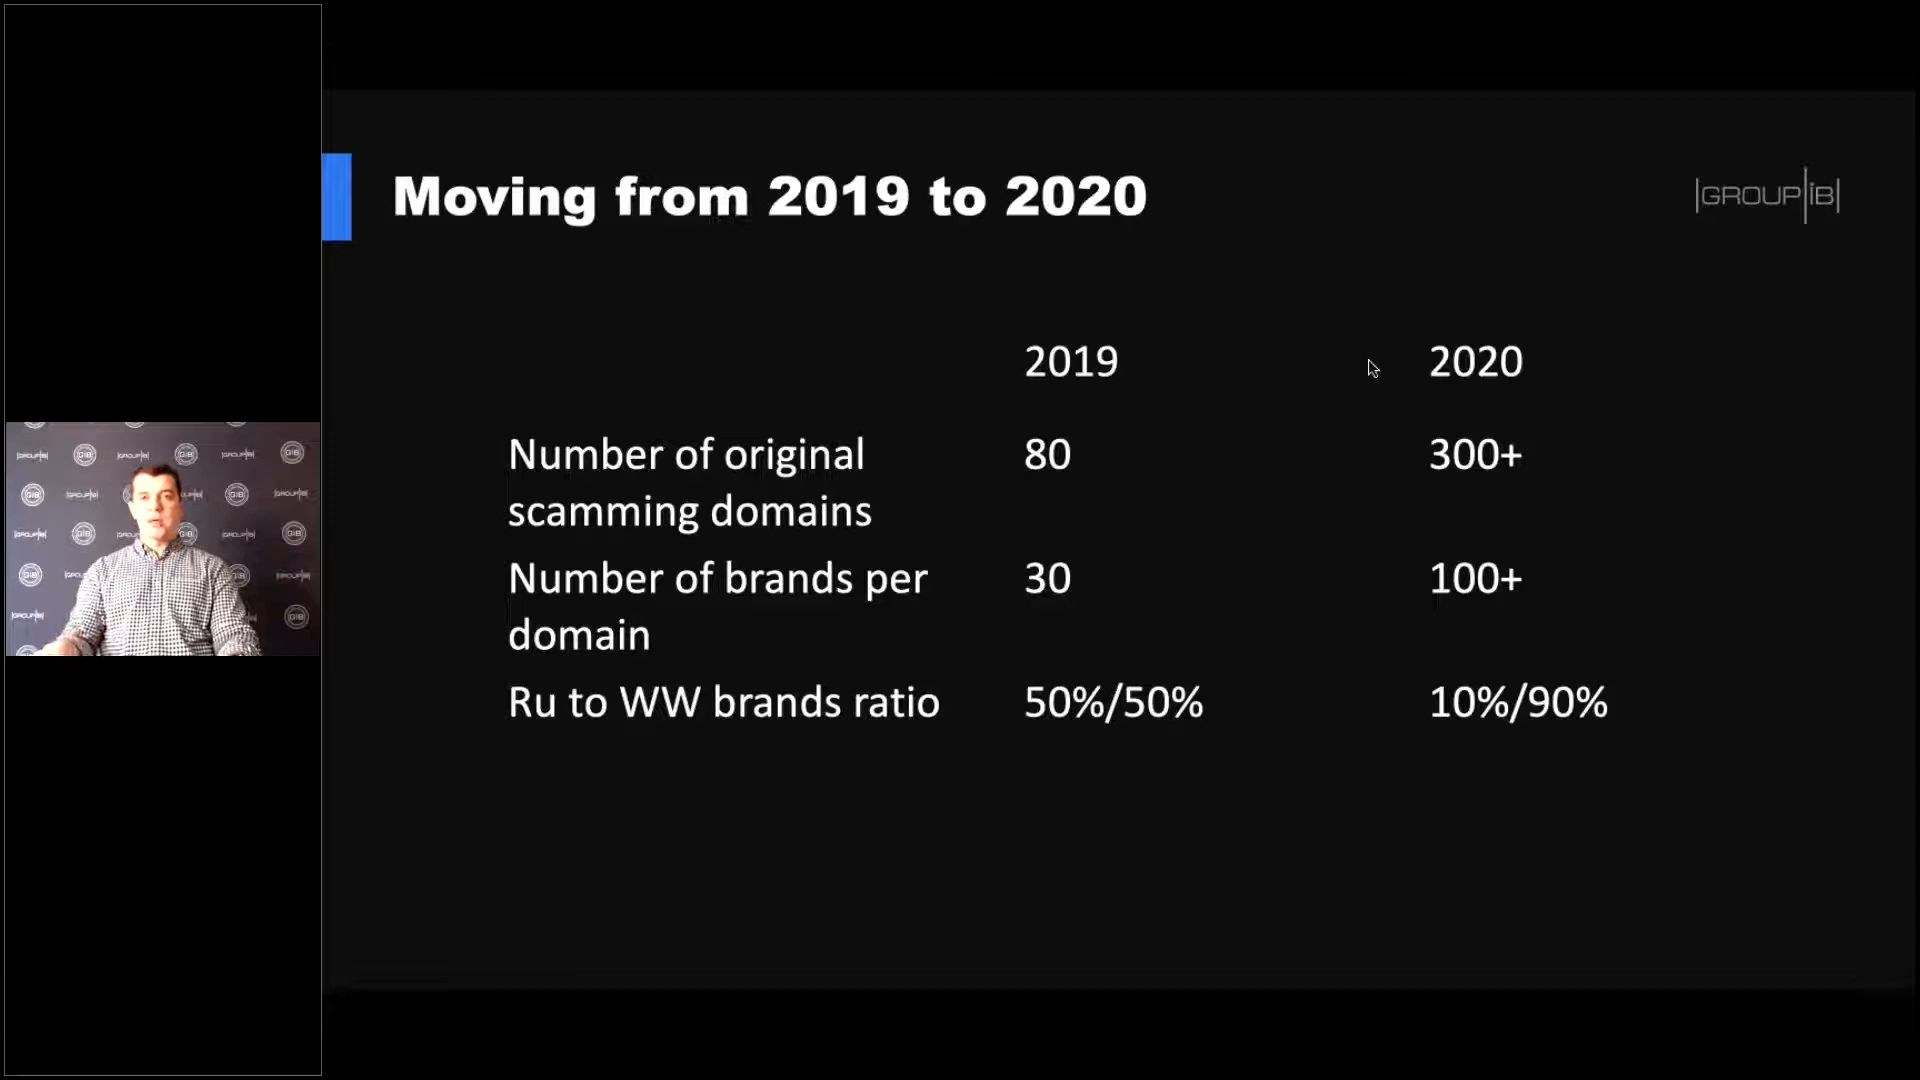 Moving from 2019 to 2020
|GROUP|iB|
2019 2020
Number of original 80 300+
scamming domains
Number of brands per 30 100+
domain
Ru to WW brands ratio 50%/50% 10%/90%